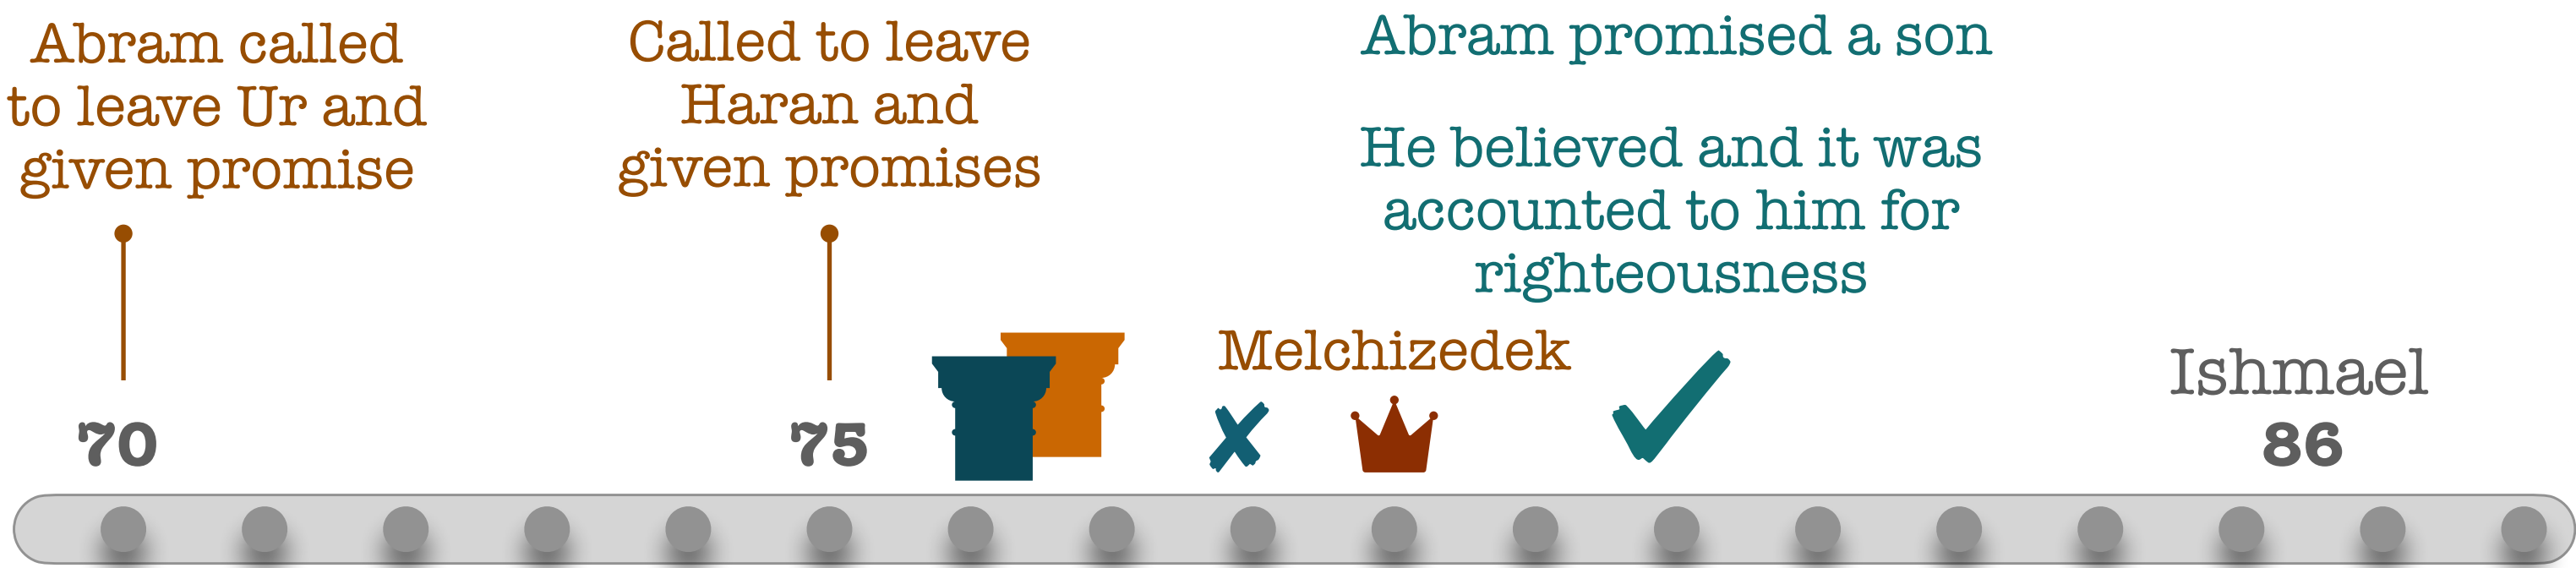 Abram called
to leave Ur and
given promise
70
Called to leave
Haran and
given promises
75
Abram promised a son
He believed and it was
accounted to him for
righteousness
Melchizedek
Ishmael
86